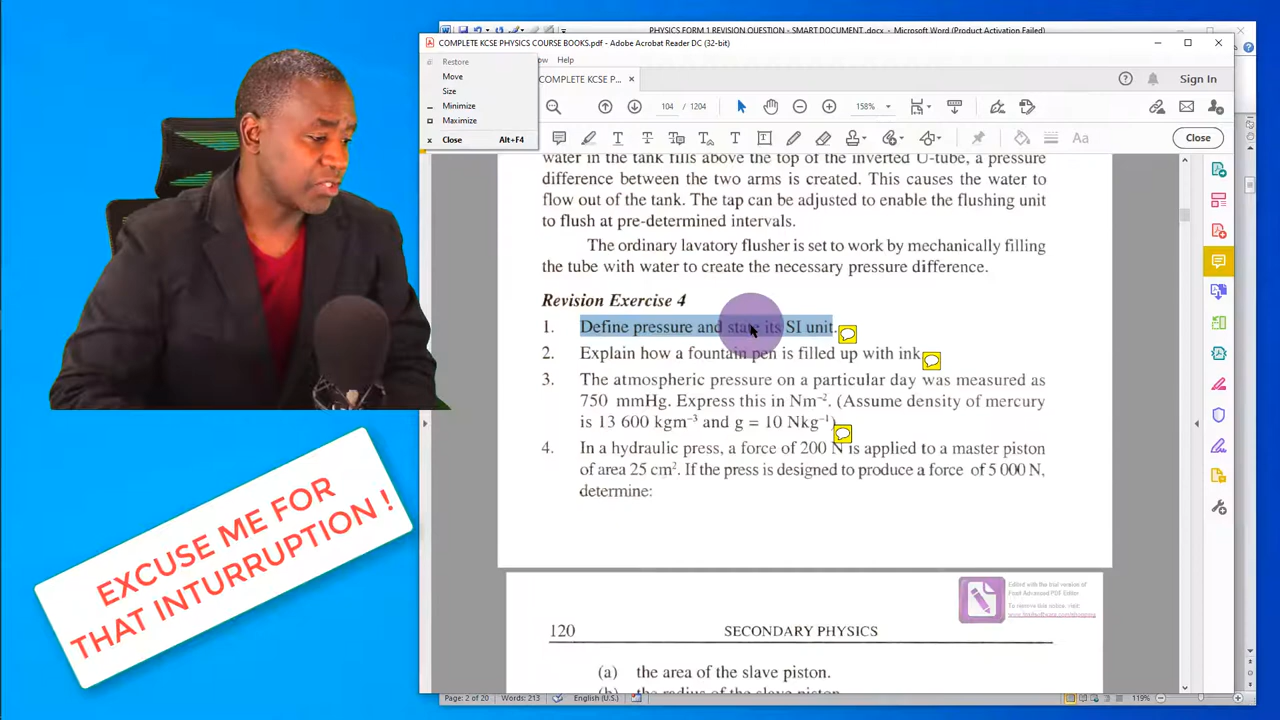 PHYSICS FORM 1 REVISION QUESTION - SMART DOCUMENT .docx - Microsoft Word (Product Activation Failed)
COMPLETE KCSE PHYSICS COURSE BOOKS.pdf - Adobe Acrobat Reader DC (32-bit)
Restore
Move
Size
Minimize
Maximize
Close Alt+F4
Help
COMPLETE KCSE P...
Sign In
104 / 1204
158%
Close
water in the tank fills above the top of the inverted U-tube, a pressure
difference between the two arms is created. This causes the water to
flow out of the tank. The tap can be adjusted to enable the flushing unit
to flush at pre-determined intervals.
The ordinary lavatory flusher is set to work by mechanically filling
the tube with water to create the necessary pressure difference.
Revision Exercise 4
1. Define pressure and state its SI unit.
2. Explain how a fountain pen is filled up with ink.
3. The atmospheric pressure on a particular day was measured as
750 mmHg. Express this in Nm⁻². (Assume density of mercury
is 13 600 kgm⁻³ and g = 10 Nkg⁻¹)
4. In a hydraulic press, a force of 200 N is applied to a master piston
of area 25 cm². If the press is designed to produce a force of 5 000 N,
determine:
120 SECONDARY PHYSICS
(a) the area of the slave piston.
(b) the radius of the slave piston
Page: 2 of 20 Words: 213 English (U.S.) 119%
EXCUSE ME FOR
THAT INTURRUPTION !